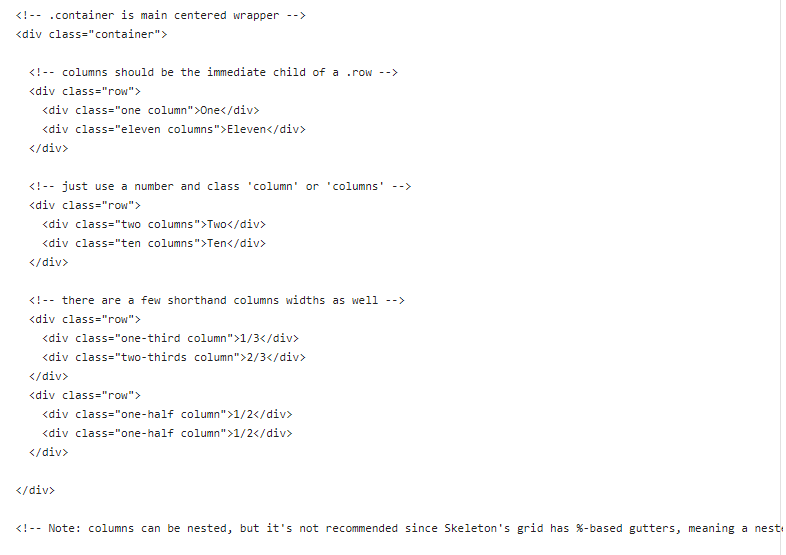 <!-- .container is main centered wrapper -->
<div class="container">
<!-- columns should be the immediate child of a .row -->
<div class="row">
<div class="one column">One</div>
<div class="eleven columns">Eleven</div>
</div>
<!-- just use a number and class 'column' or 'columns' -->
<div class="row">
<div class="two columns">Two</div>
<div class="ten columns">Ten</div>
</div>
<!-- there are a few shorthand columns widths as well -->
<div class="row">
<div class="one-third column">1/3</div>
<div class="two-thirds column">2/3</div>
</div>
<div class="row">
<div class="one-half column">1/2</div>
<div class="one-half column">1/2</div>
</div>
</div>
<!-- Note: columns can be nested, but it's not recommended since Skeleton's grid has %-based gutters, meaning a